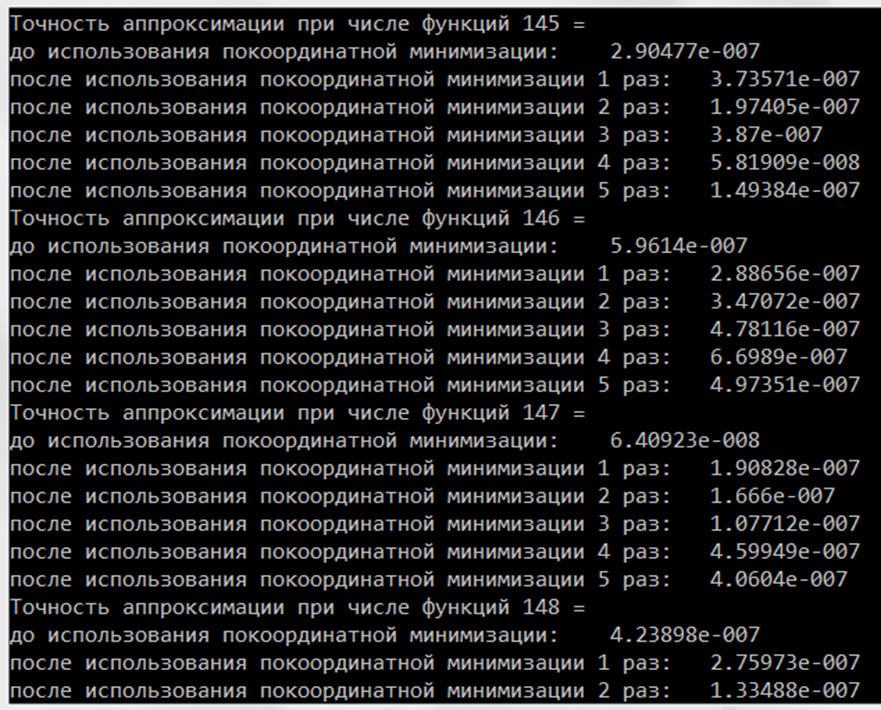 Точность аппроксимации при числе функций 145 =
до использования покоординатной минимизации: 2.90477e-007
после использования покоординатной минимизации 1 раз: 3.73571e-007
после использования покоординатной минимизации 2 раз: 1.97405e-007
после использования покоординатной минимизации 3 раз: 3.87e-007
после использования покоординатной минимизации 4 раз: 5.81909e-008
после использования покоординатной минимизации 5 раз: 1.49384e-007
Точность аппроксимации при числе функций 146 =
до использования покоординатной минимизации: 5.9614e-007
после использования покоординатной минимизации 1 раз: 2.88656e-007
после использования покоординатной минимизации 2 раз: 3.47072e-007
после использования покоординатной минимизации 3 раз: 4.78116e-007
после использования покоординатной минимизации 4 раз: 6.6989e-007
после использования покоординатной минимизации 5 раз: 4.97351e-007
Точность аппроксимации при числе функций 147 =
до использования покоординатной минимизации: 6.40923e-008
после использования покоординатной минимизации 1 раз: 1.90828e-007
после использования покоординатной минимизации 2 раз: 1.666e-007
после использования покоординатной минимизации 3 раз: 1.07712e-007
после использования покоординатной минимизации 4 раз: 4.59949e-007
после использования покоординатной минимизации 5 раз: 4.0604e-007
Точность аппроксимации при числе функций 148 =
до использования покоординатной минимизации: 4.23898e-007
после использования покоординатной минимизации 1 раз: 2.75973e-007
после использования покоординатной минимизации 2 раз: 1.33488e-007